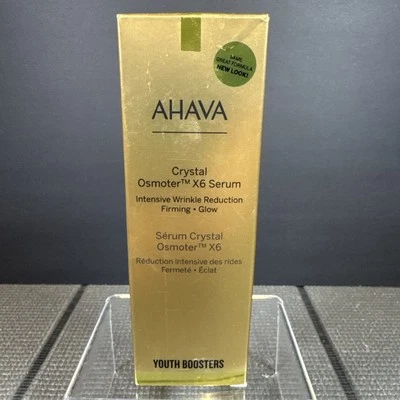 SAME
GREAT FORMULA
NEW LOOK!
AHAVA
Crystal
Osmoter™ X6 Serum
Intensive Wrinkle Reduction
Firming • Glow
Sérum Crystal
Osmoter™ X6
Réduction Intensive des rides
Fermeté • Éclat
YOUTH BOOSTERS